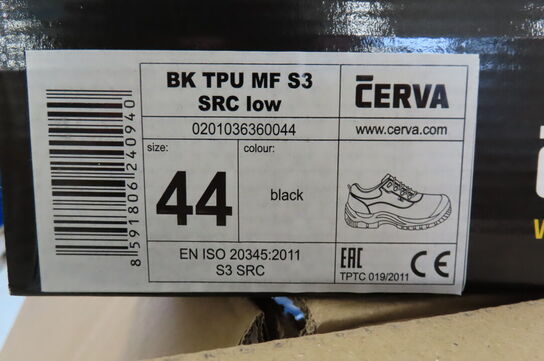 BK TPU MF S3
SRC low
0201036360044
size:
44
colour:
black
EN ISO 20345:2011
S3 SRC
ČERVA
www.cerva.com
EAC
TPTC 019/2011
CE
8591806240940